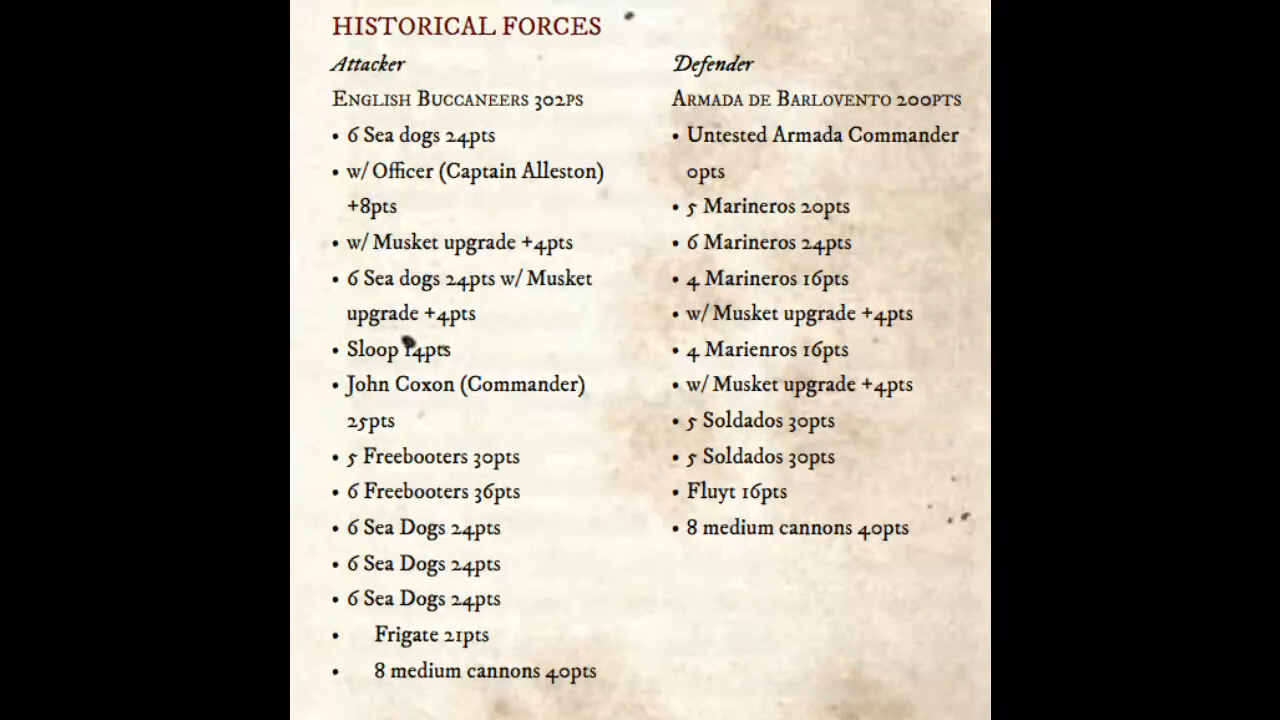 HISTORICAL FORCES
Attacker
English Buccaneers 302ps
• 6 Sea dogs 24pts
• w/ Officer (Captain Alleston)
+8pts
• w/ Musket upgrade +4pts
• 6 Sea dogs 24pts w/ Musket
upgrade +4pts
• Sloop 14pts
• John Coxon (Commander)
25pts
• 5 Freebooters 30pts
• 6 Freebooters 36pts
• 6 Sea Dogs 24pts
• 6 Sea Dogs 24pts
• 6 Sea Dogs 24pts
• Frigate 21pts
• 8 medium cannons 40pts
Defender
Armada de Barlovento 200pts
• Untested Armada Commander
0pts
• 5 Marineros 20pts
• 6 Marineros 24pts
• 4 Marineros 16pts
• w/ Musket upgrade +4pts
• 4 Marienros 16pts
• w/ Musket upgrade +4pts
• 5 Soldados 30pts
• 5 Soldados 30pts
• Fluyt 16pts
• 8 medium cannons 40pts